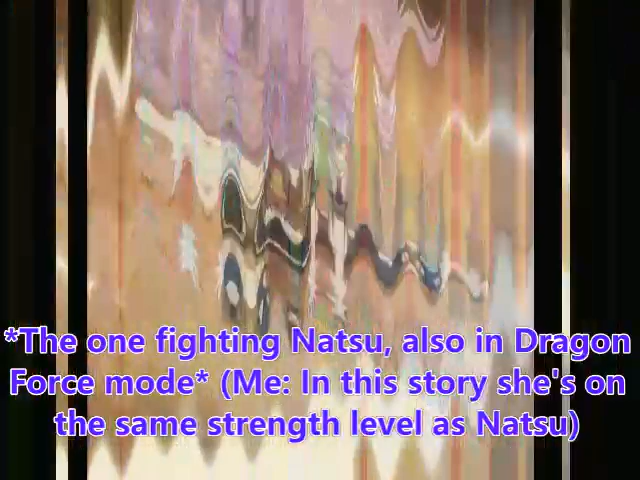 *The one fighting Natsu, also in Dragon
Force mode* (Me: In this story she's on
the same strength level as Natsu)